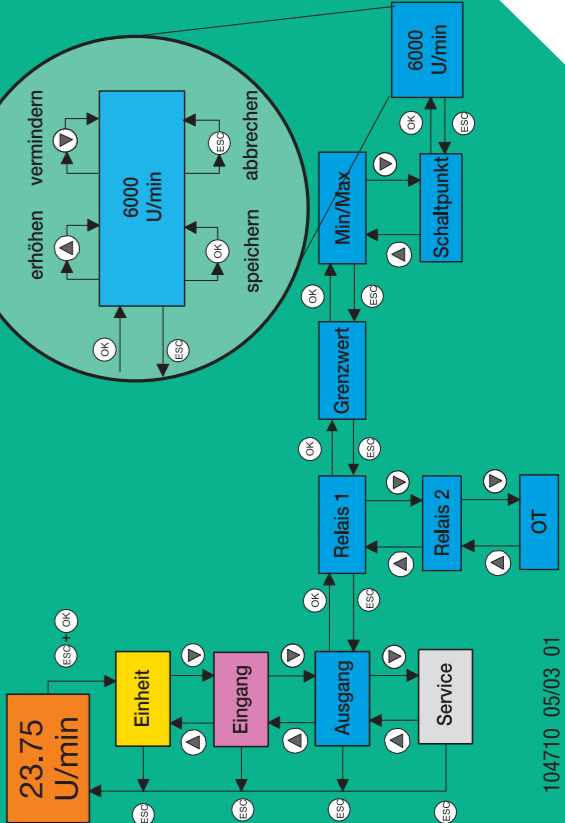 23.75
U/min
ESC + OK
Einheit
Eingang
Ausgang
Service
ESC
ESC
ESC
ESC
OK
ESC
Relais 1
Relais 2
OT
OK
ESC
Grenzwert
OK
ESC
Min/Max
Schaltpunkt
OK
ESC
6000
U/min
erhöhen
vermindern
OK
ESC
6000
U/min
OK
ESC
speichern
abbrechen
104710 05/03 01